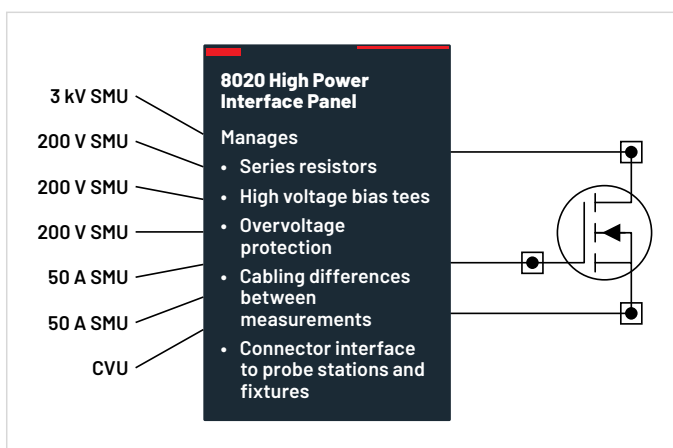 3 kV SMU
200 V SMU
200 V SMU
200 V SMU
50 A SMU
50 A SMU
CVU
8020 High Power
Interface Panel
Manages
• Series resistors
• High voltage bias tees
• Overvoltage
protection
• Cabling differences
between
measurements
• Connector interface
to probe stations and
fixtures